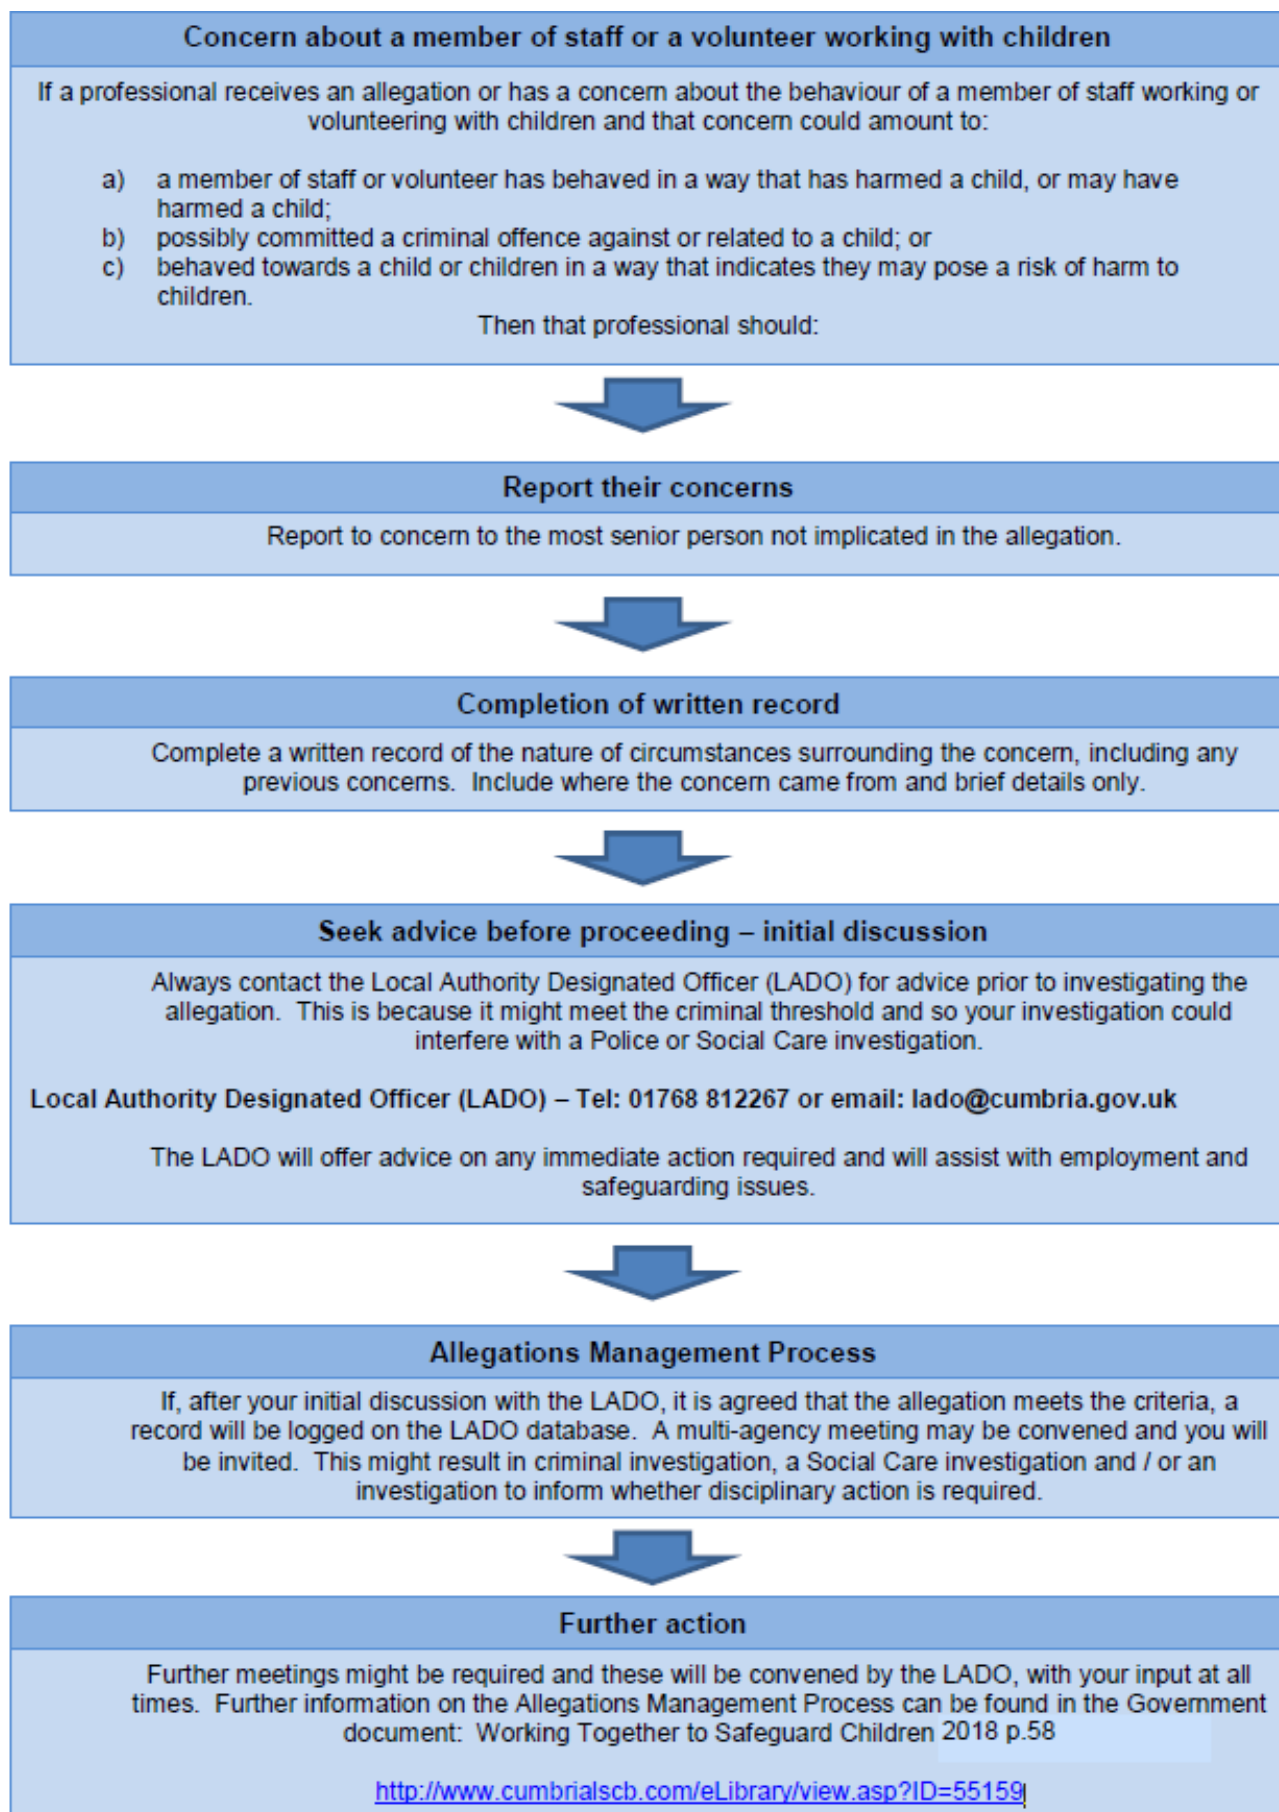 Concern about a member of staff or a volunteer working with children
If a professional receives an allegation or has a concern about the behaviour of a member of staff working or
volunteering with children and that concern could amount to:
a) a member of staff or volunteer has behaved in a way that has harmed a child, or may have
harmed a child;
b) possibly committed a criminal offence against or related to a child; or
c) behaved towards a child or children in a way that indicates they may pose a risk of harm to
children.
Then that professional should:
Report their concerns
Report to concern to the most senior person not implicated in the allegation.
Completion of written record
Complete a written record of the nature of circumstances surrounding the concern, including any
previous concerns. Include where the concern came from and brief details only.
Seek advice before proceeding – initial discussion
Always contact the Local Authority Designated Officer (LADO) for advice prior to investigating the
allegation. This is because it might meet the criminal threshold and so your investigation could
interfere with a Police or Social Care investigation.
Local Authority Designated Officer (LADO) – Tel: 01768 812267 or email: lado@cumbria.gov.uk
The LADO will offer advice on any immediate action required and will assist with employment and
safeguarding issues.
Allegations Management Process
If, after your initial discussion with the LADO, it is agreed that the allegation meets the criteria, a
record will be logged on the LADO database. A multi-agency meeting may be convened and you will
be invited. This might result in criminal investigation, a Social Care investigation and / or an
investigation to inform whether disciplinary action is required.
Further action
Further meetings might be required and these will be convened by the LADO, with your input at all
times. Further information on the Allegations Management Process can be found in the Government
document: Working Together to Safeguard Children 2018 p.58
http://www.cumbrialscb.com/eLibrary/view.asp?ID=55159